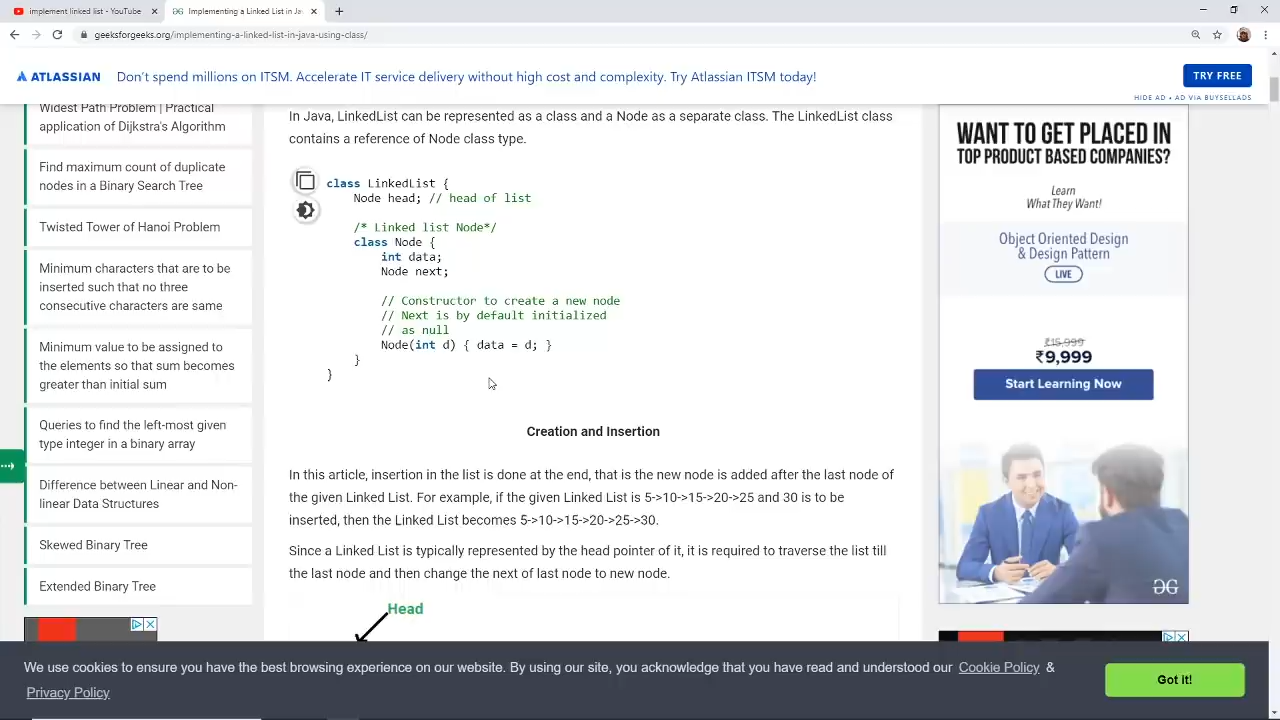 implement linked list - YouTube
Implementing a Linked List in Ja
geeksforgeeks.org/implementing-a-linked-list-in-java-using-class/
ATLASSIAN
Don't spend millions on ITSM. Accelerate IT service delivery without high cost and complexity. Try Atlassian ITSM today!
TRY FREE
HIDE AD • AD VIA BUYSELLADS
Widest Path Problem | Practical
application of Dijkstra's Algorithm
Find maximum count of duplicate
nodes in a Binary Search Tree
Twisted Tower of Hanoi Problem
Minimum characters that are to be
inserted such that no three
consecutive characters are same
Minimum value to be assigned to
the elements so that sum becomes
greater than initial sum
Queries to find the left-most given
type integer in a binary array
Difference between Linear and Non-
linear Data Structures
Skewed Binary Tree
Extended Binary Tree
In Java, LinkedList can be represented as a class and a Node as a separate class. The LinkedList class
contains a reference of Node class type.
class LinkedList {
Node head; // head of list
/* Linked list Node*/
class Node {
int data;
Node next;
// Constructor to create a new node
// Next is by default initialized
// as null
Node(int d) { data = d; }
}
}
Creation and Insertion
In this article, insertion in the list is done at the end, that is the new node is added after the last node of
the given Linked List. For example, if the given Linked List is 5->10->15->20->25 and 30 is to be
inserted, then the Linked List becomes 5->10->15->20->25->30.
Since a Linked List is typically represented by the head pointer of it, it is required to traverse the list till
the last node and then change the next of last node to new node.
Head
WANT TO GET PLACED IN
TOP PRODUCT BASED COMPANIES?
Learn
What They Want!
Object Oriented Design
& Design Pattern
LIVE
₹15,999
₹9,999
Start Learning Now
We use cookies to ensure you have the best browsing experience on our website. By using our site, you acknowledge that you have read and understood our Cookie Policy &
Privacy Policy
Got it!